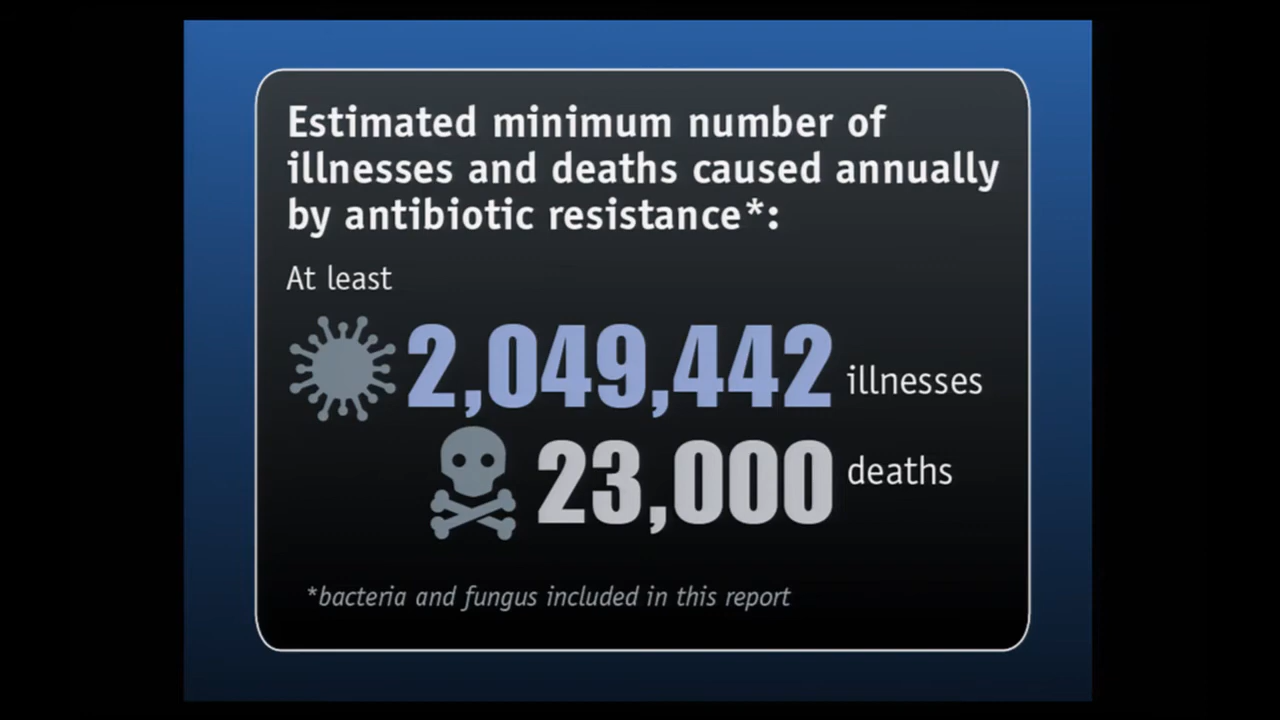 Estimated minimum number of
illnesses and deaths caused annually
by antibiotic resistance*:
At least
2,049,442 illnesses
23,000 deaths
*bacteria and fungus included in this report